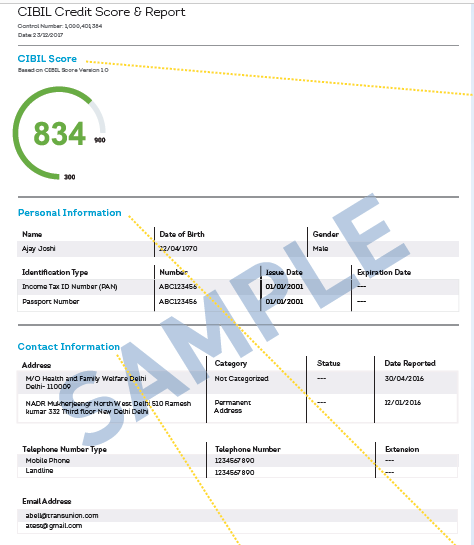 CIBIL Credit Score & Report
Control Number: 1,000,401,384
Date: 23/12/2017
CIBIL Score
Based on CIBIL Score Version 1.0
834
900
300
Personal Information
Name Date of Birth Gender
Ajay Joshi 22/04/1970 Male
Identification Type Number Issue Date Expiration Date
Income Tax ID Number (PAN) ABC123456 01/01/2001 ---
Passport Number ABC123456 01/01/2001 ---
SAMPLE
Contact Information
Address Category Status Date Reported
M/O Health and Family Welfare Delhi Not Categorized --- 30/04/2016
Delhi- 110009
NADR Mukherjeengr North West Delhi 510 Ramesh Permanent --- 12/01/2016
kumar 332 Third floor New Delhi Delhi Address
Telephone Number Type Telephone Number Extension
Mobile Phone 1234567890 ---
Landline 1234567890 ---
Email Address
abell@transunion.com
atest@gmail.com